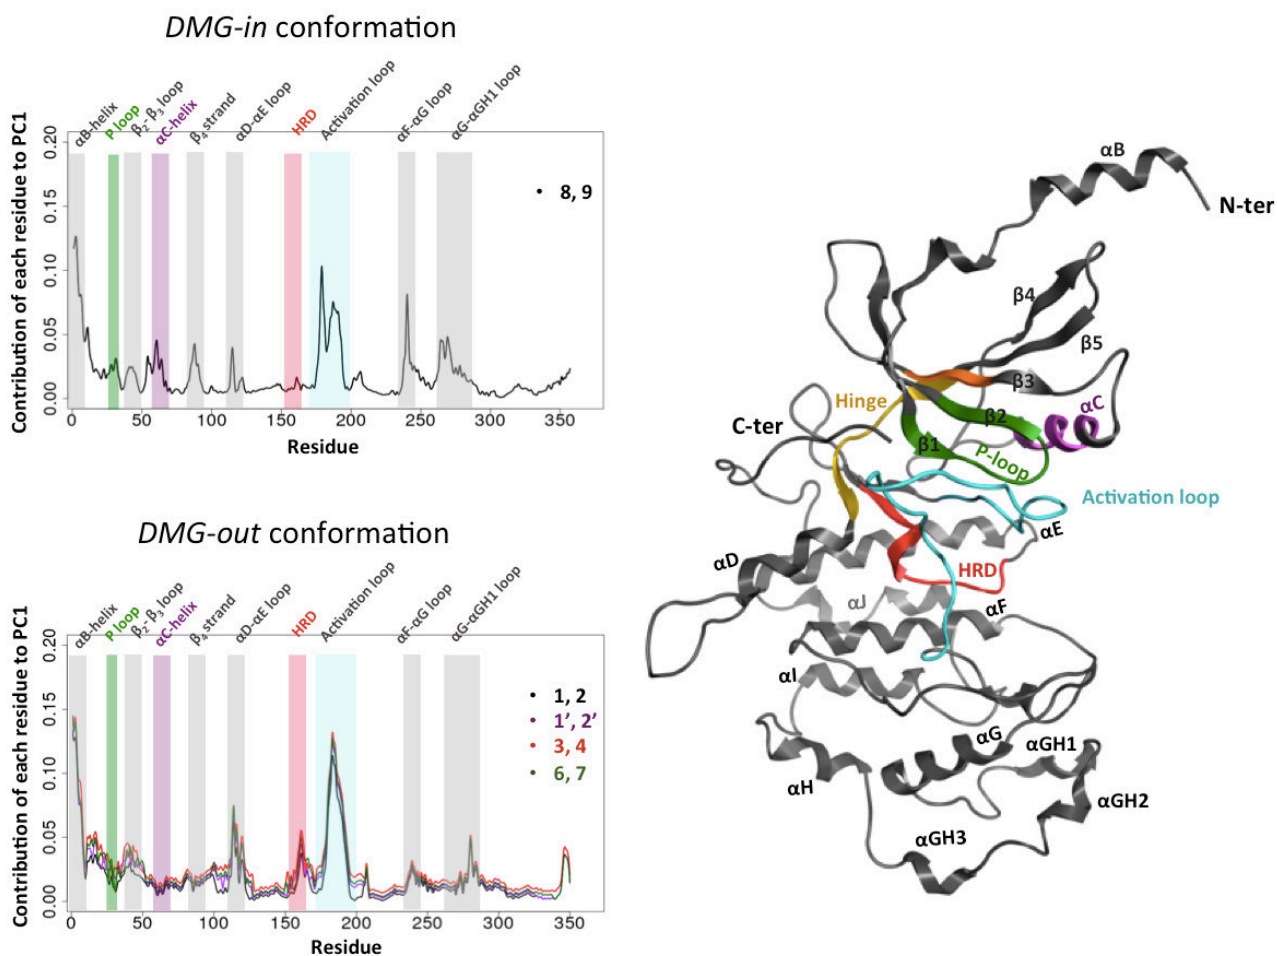 DMG-in conformation
αB-helix
P loop
β2-β3 loop
αC-helix
β4 strand
αD-αE loop
HRD
Activation loop
αF-αG loop
αG-αGH1 loop
Contribution of each residue to PC1
0.20
0.15
0.10
0.05
0.00
• 8, 9
0 50 100 150 200 250 300 350
Residue
DMG-out conformation
αB-helix
P loop
β2-β3 loop
αC-helix
β4 strand
αD-αE loop
HRD
Activation loop
αF-αG loop
αG-αGH1 loop
Contribution of each residue to PC1
0.20
0.15
0.10
0.05
0.00
• 1, 2
• 1’, 2’
• 3, 4
• 6, 7
0 50 100 150 200 250 300 350
Residue
αB
N-ter
β4
β5
β3
Hinge
αC
β2
C-ter
β1
P-loop
Activation loop
αE
αD
HRD
αJ
αF
αI
αG
αGH1
αH
αGH2
αGH3